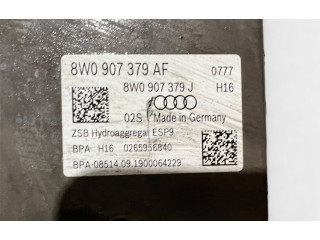 8W0 907 379 AF 0777
8W0 907 379 J H16
02S Made in Germany
ZSB Hydroaggregat ESP9
BPA H16 0265956840
BPA-08514.09.1900064229